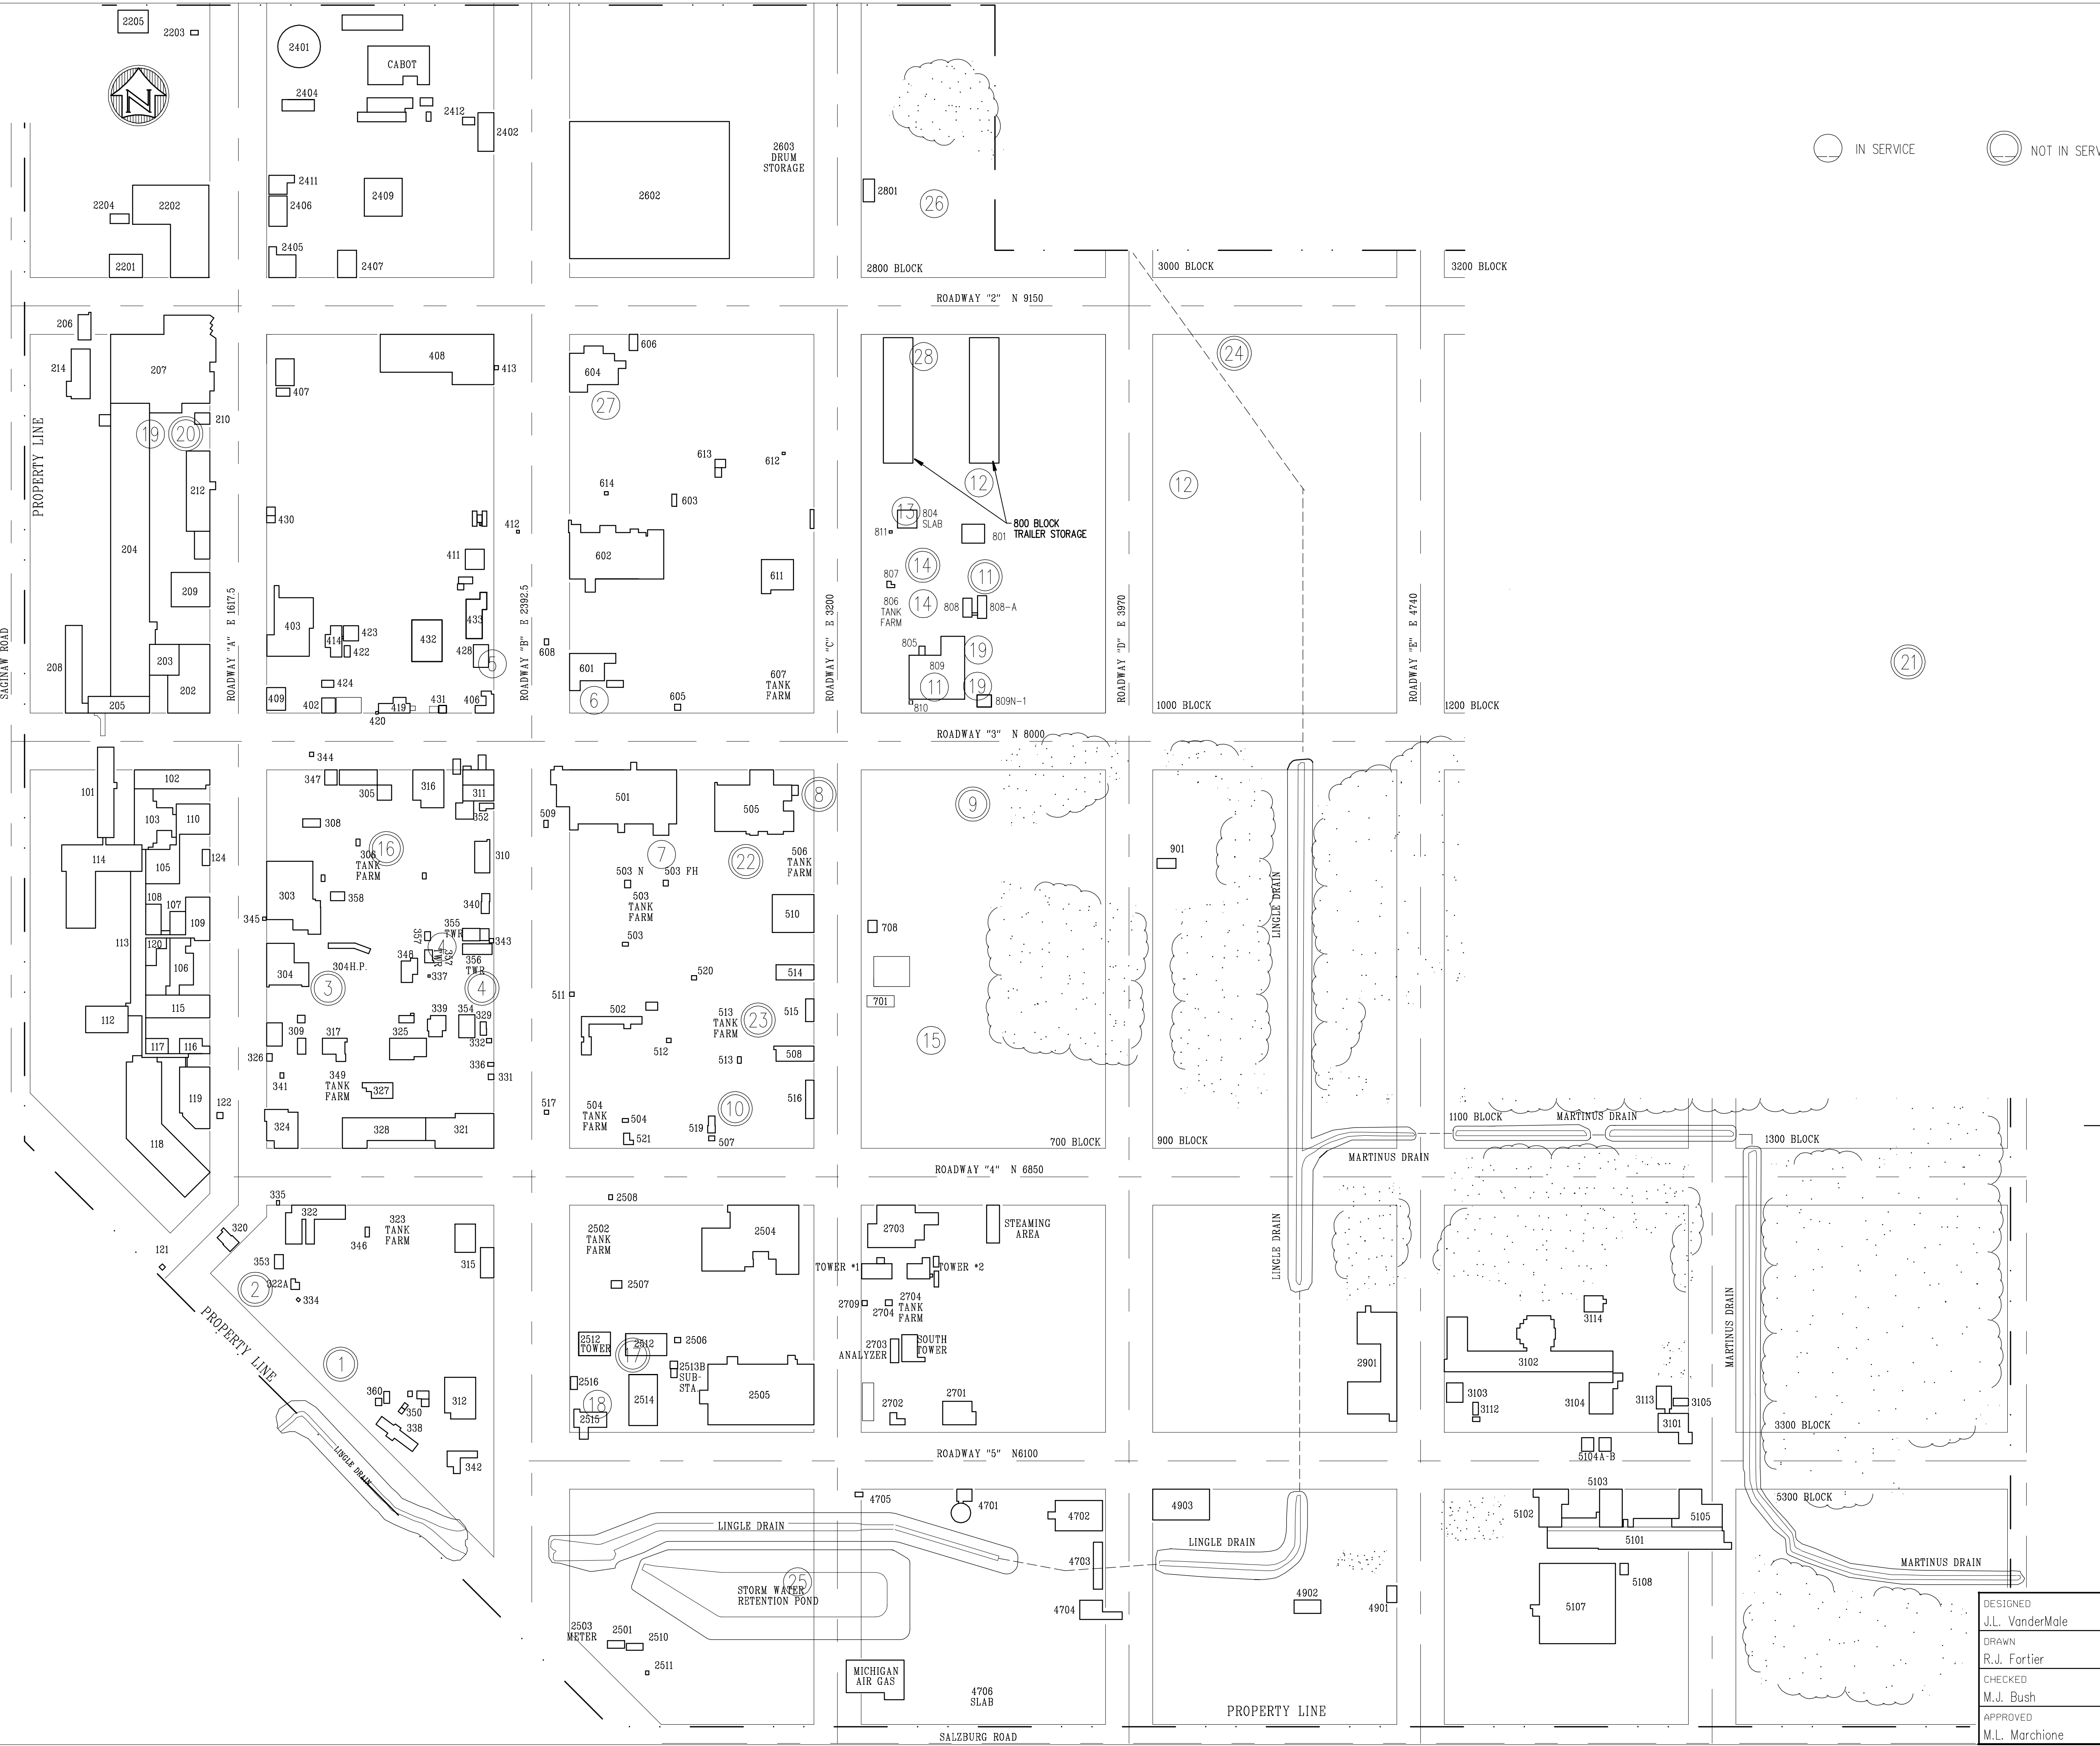 2205
2203
2401
CABOT
N
2404
2412
2402
2603
DRUM
STORAGE
IN SERVICE
NOT IN SERV
2411
2406
2409
2602
2801
26
2204
2202
2201
2405
2407
2800 BLOCK
3000 BLOCK
3200 BLOCK
ROADWAY "2" N 9150
206
214
207
408
413
407
604
606
27
28
24
PROPERTY LINE
19
20
210
212
204
209
208
203
202
205
SAGINAW ROAD
ROADWAY "A" E 1617.5
430
412
411
403
414
423
422
432
433
428
5
424
409
402
420
419
431
406
ROADWAY "B" E 2392.5
613
612
614
603
602
611
608
601
6
605
607
TANK
FARM
ROADWAY "C" E 3200
12
13
804
SLAB
811
801
800 BLOCK
TRAILER STORAGE
14
11
807
806
TANK
FARM
14
808
808-A
805
809
19
11
19
809N-1
810
ROADWAY "D" E 3970
12
1000 BLOCK
ROADWAY "E" E 4740
1200 BLOCK
21
ROADWAY "3" N 8000
101
102
103
110
114
105
124
108
107
109
113
120
106
115
112
117
116
119
122
118
121
344
347
305
316
311
352
308
16
306
TANK
FARM
310
303
358
340
345
355
TWR
357
4
357
TWR
343
356
TWR
348
337
304
304H.P.
3
4
309
317
325
339
354
329
332
326
336
331
341
349
TANK
FARM
327
324
328
321
501
509
505
8
7
22
506
TANK
FARM
503 N
503 FH
503
TANK
FARM
510
503
520
514
511
502
513
TANK
FARM
23
515
512
513
508
517
504
TANK
FARM
504
521
519
507
10
516
9
708
701
15
700 BLOCK
901
LINGLE DRAIN
900 BLOCK
1100 BLOCK
MARTINUS DRAIN
MARTINUS DRAIN
1300 BLOCK
ROADWAY "4" N 6850
335
322
323
TANK
FARM
346
320
353
322A
2
334
315
PROPERTY LINE
1
360
350
338
312
342
LINGLE DRAIN
2508
2502
TANK
FARM
2504
2507
2512
TOWER
2512
17
2506
2513B
SUB-
STA.
2516
18
2515
2514
2505
2703
STEAMING
AREA
TOWER #1
TOWER #2
2709
2704
2704
TANK
FARM
2703
ANALYZER
SOUTH
TOWER
2702
2701
LINGLE DRAIN
2901
3114
3102
3103
3112
3104
3113
3105
3101
MARTINUS DRAIN
3300 BLOCK
ROADWAY "5" N6100
5104A-B
5103
4705
4701
4702
4903
5102
5105
5101
5300 BLOCK
LINGLE DRAIN
LINGLE DRAIN
4703
MARTINUS DRAIN
25
STORM WATER
RETENTION POND
4704
4902
4901
5108
5107
2503
METER
2501
2510
2511
MICHIGAN
AIR GAS
4706
SLAB
PROPERTY LINE
SALZBURG ROAD
DESIGNED
J.L. VanderMale
DRAWN
R.J. Fortier
CHECKED
M.J. Bush
APPROVED
M.L. Marchione